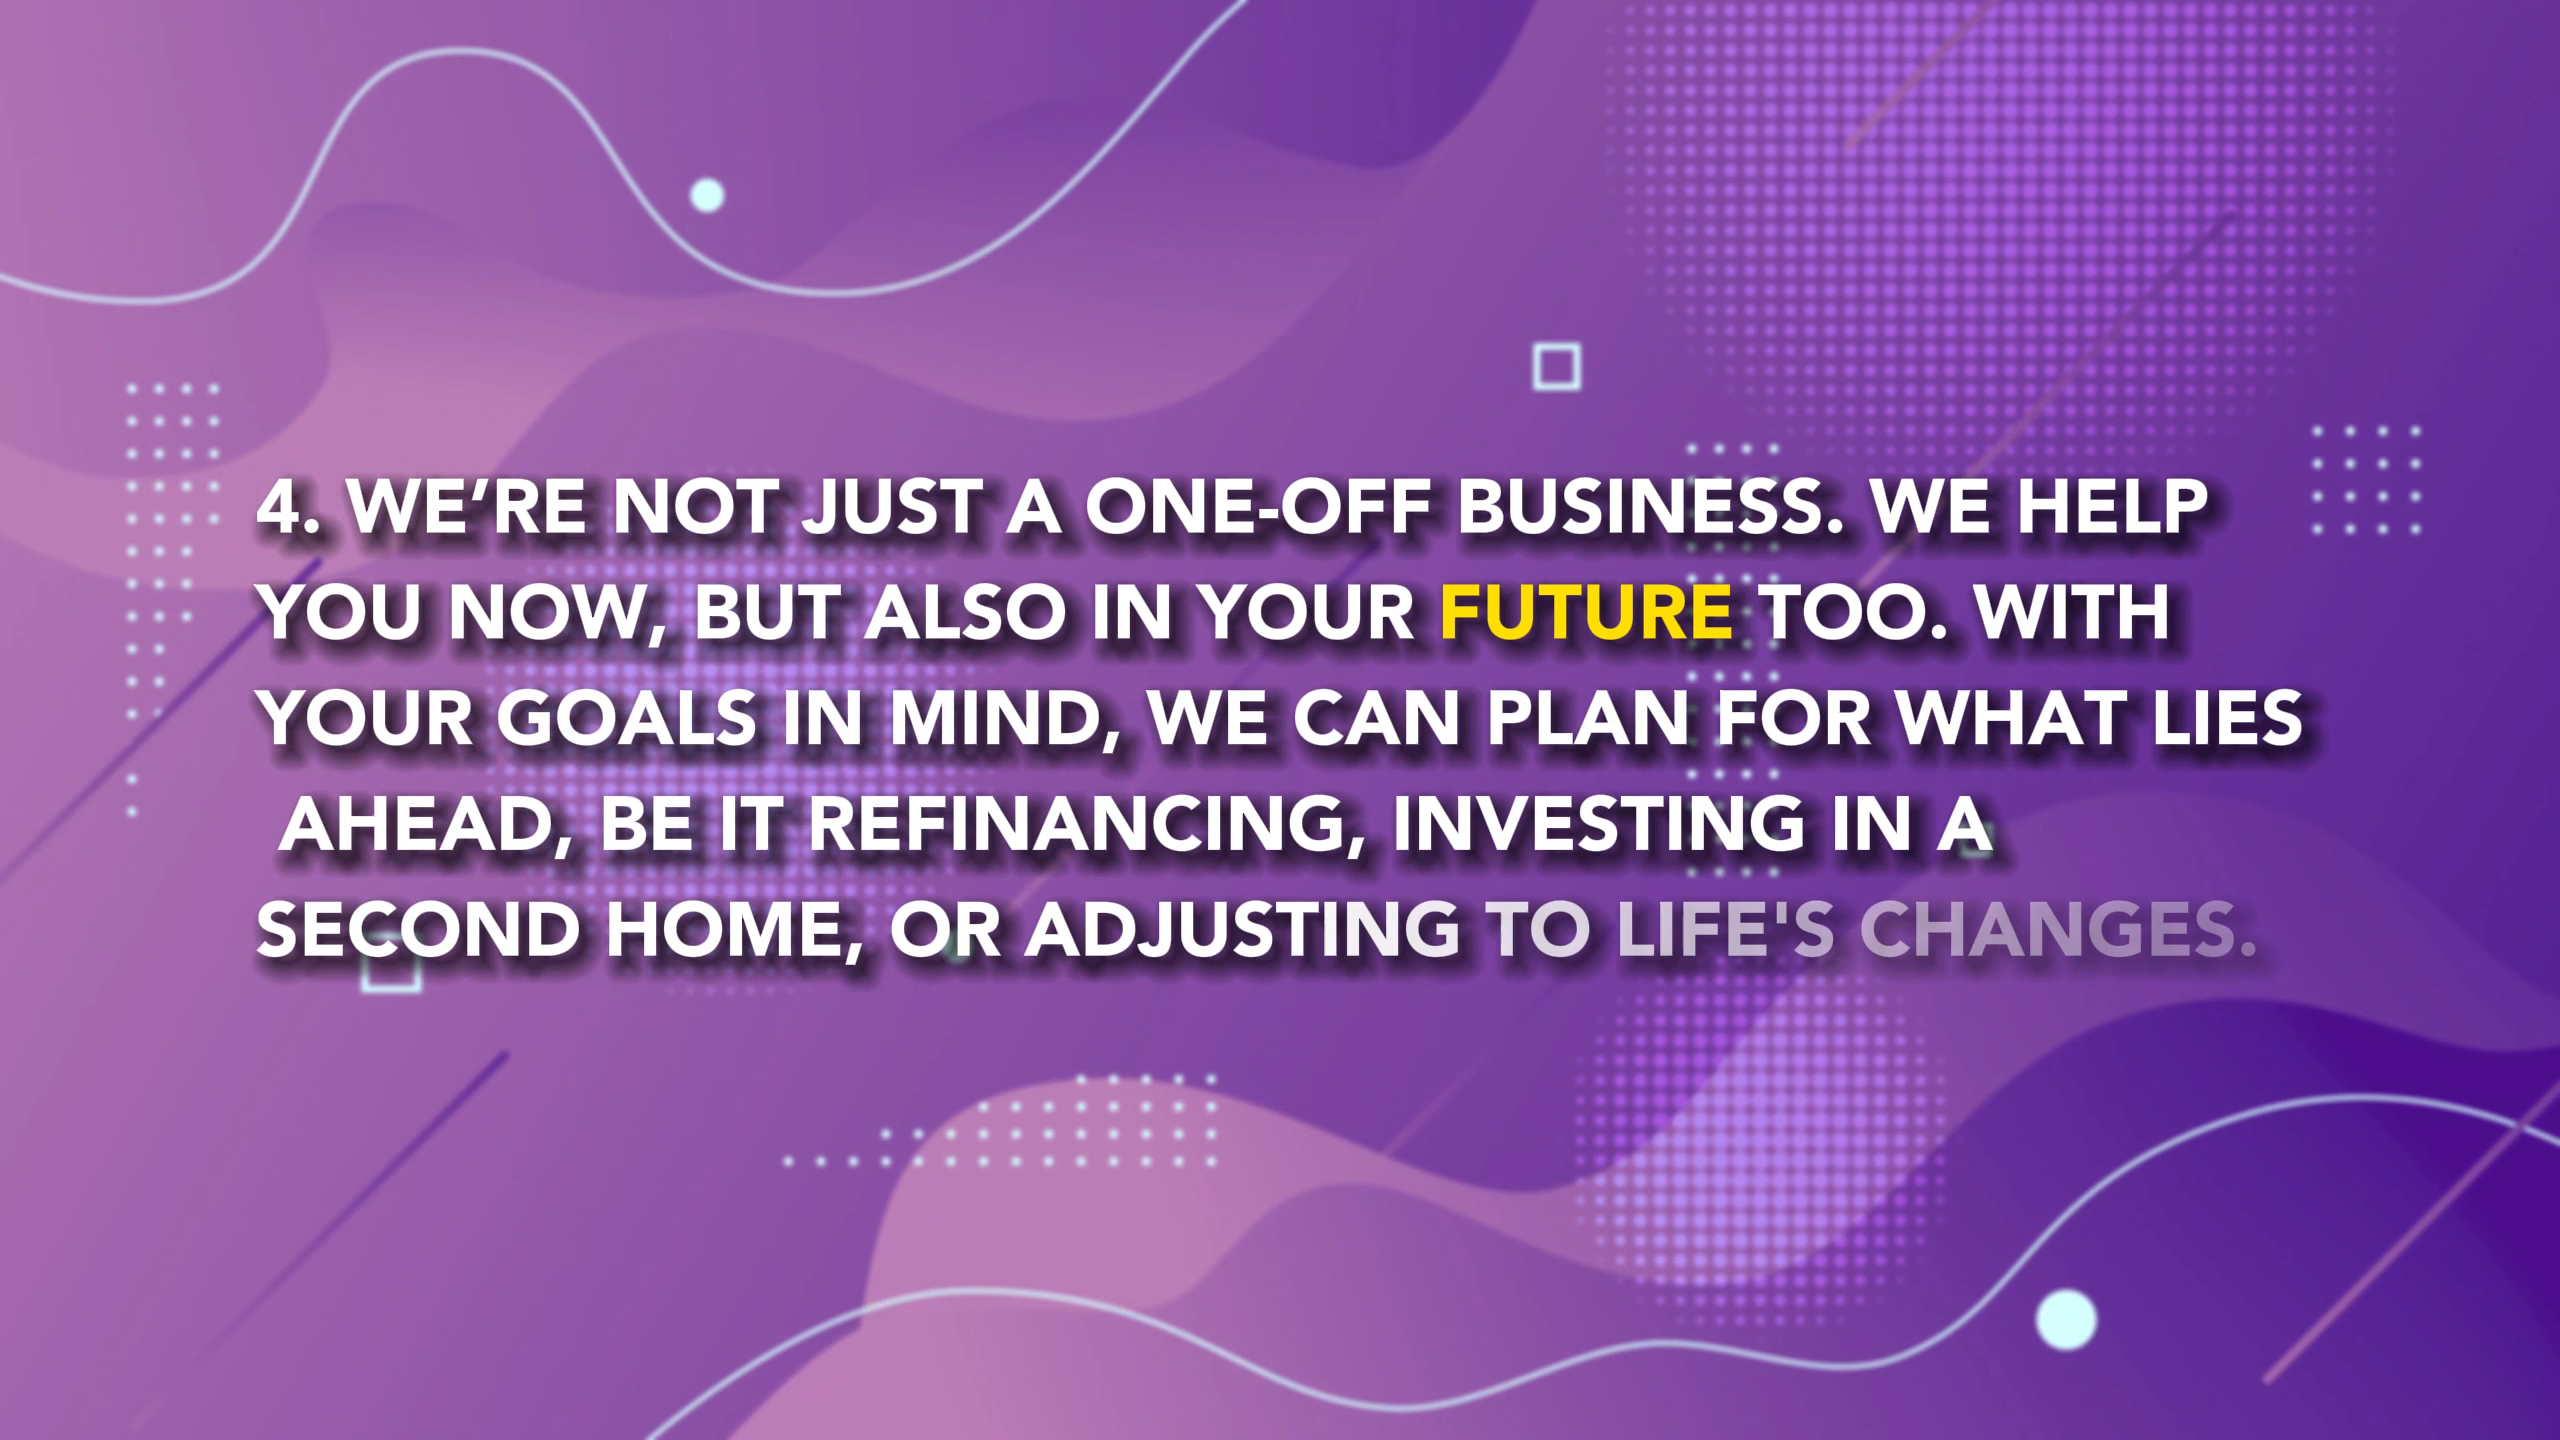 4. WE’RE NOT JUST A ONE-OFF BUSINESS. WE HELP
YOU NOW, BUT ALSO IN YOUR FUTURE TOO. WITH
YOUR GOALS IN MIND, WE CAN PLAN FOR WHAT LIES
AHEAD, BE IT REFINANCING, INVESTING IN A
SECOND HOME, OR ADJUSTING TO LIFE'S CHANGES.